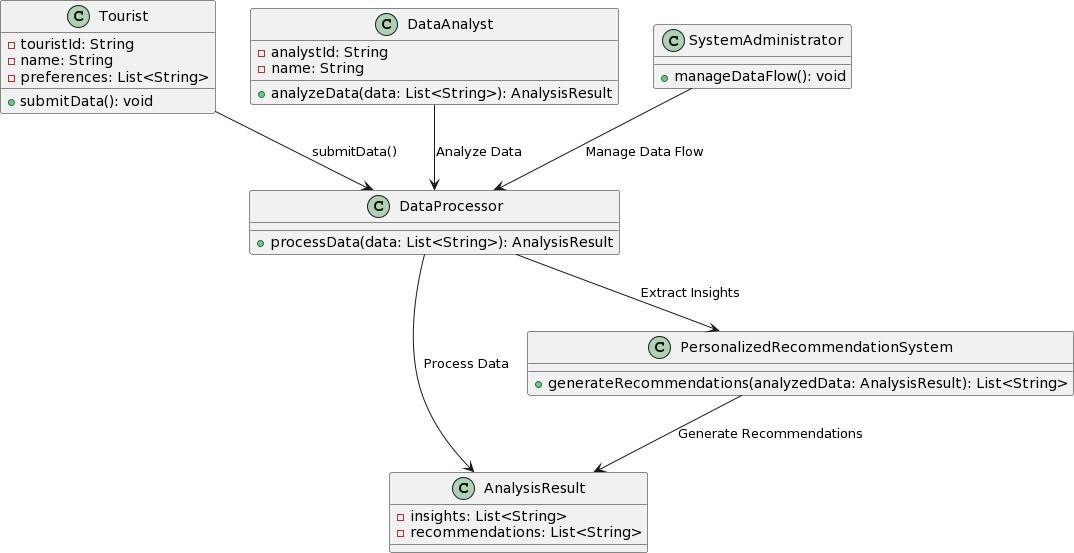 C Tourist
touristId: String
name: String
preferences: List<String>
submitData(): void
C DataAnalyst
analystId: String
name: String
analyzeData(data: List<String>): AnalysisResult
C SystemAdministrator
manageDataFlow(): void
submitData()
Analyze Data
Manage Data Flow
C DataProcessor
processData(data: List<String>): AnalysisResult
Extract Insights
Process Data
C PersonalizedRecommendationSystem
generateRecommendations(analyzedData: AnalysisResult): List<String>
Generate Recommendations
C AnalysisResult
insights: List<String>
recommendations: List<String>